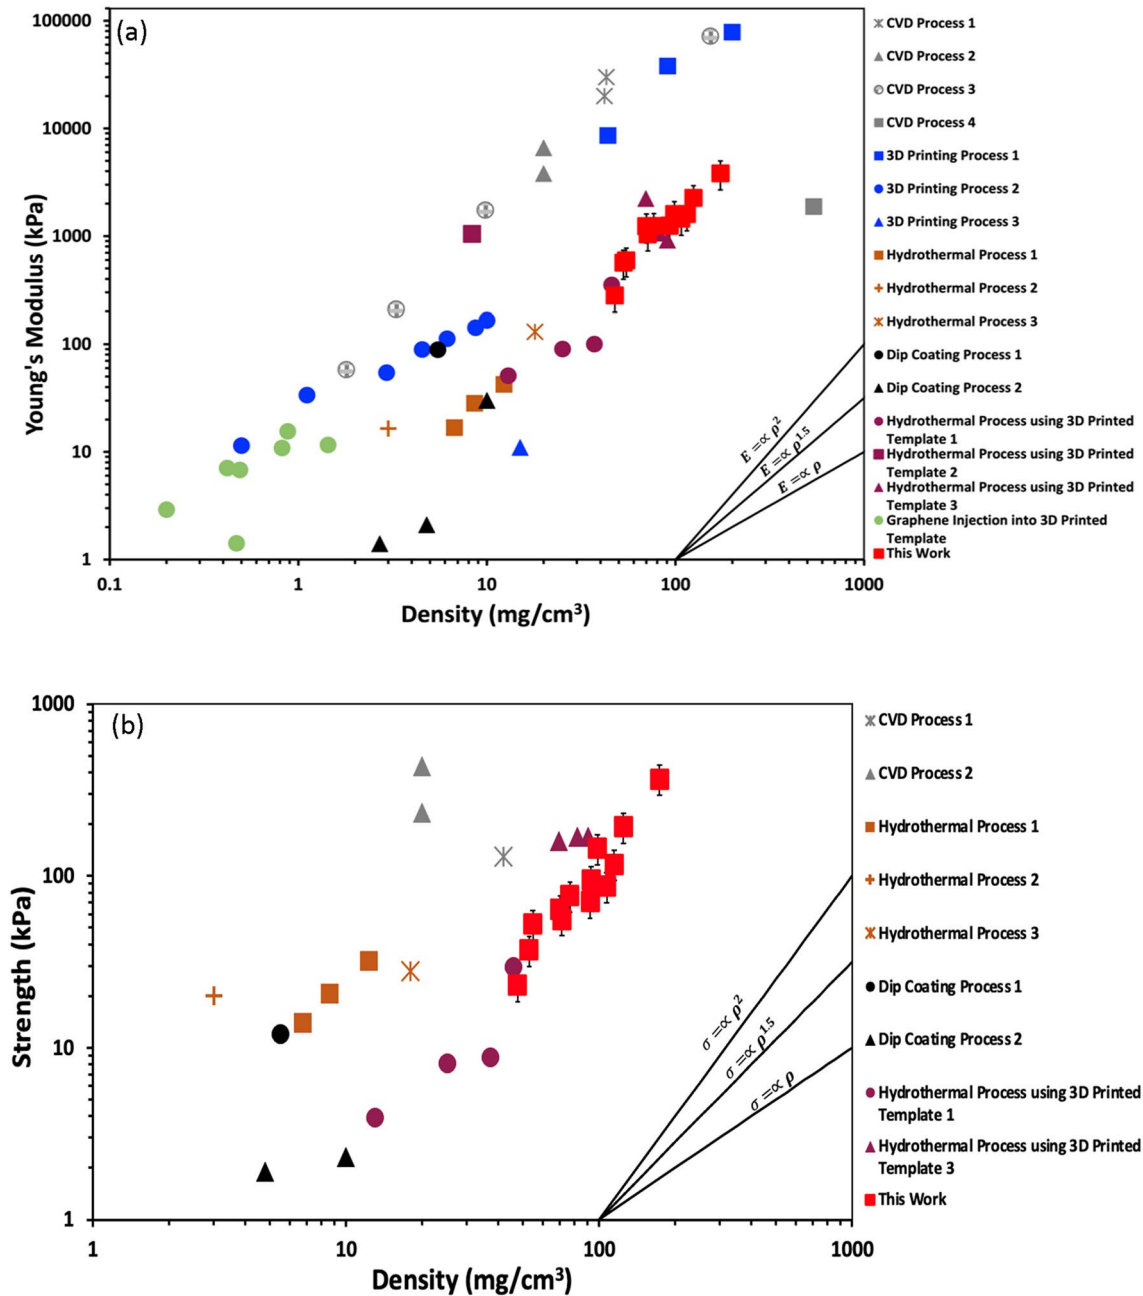 (a)
100000
10000
1000
100
10
1
0.1
1
10
100
1000
Young's Modulus (kPa)
Density (mg/cm³)
E =∝ ρ²
E =∝ ρ¹·⁵
E =∝ ρ
CVD Process 1
CVD Process 2
CVD Process 3
CVD Process 4
3D Printing Process 1
3D Printing Process 2
3D Printing Process 3
Hydrothermal Process 1
Hydrothermal Process 2
Hydrothermal Process 3
Dip Coating Process 1
Dip Coating Process 2
Hydrothermal Process using 3D Printed
Template 1
Hydrothermal Process using 3D Printed
Template 2
Hydrothermal Process using 3D Printed
Template 3
Graphene Injection into 3D Printed
Template
This Work
(b)
1000
100
10
1
1
10
100
1000
Strength (kPa)
Density (mg/cm³)
σ =∝ ρ²
σ =∝ ρ¹·⁵
σ =∝ ρ
CVD Process 1
CVD Process 2
Hydrothermal Process 1
Hydrothermal Process 2
Hydrothermal Process 3
Dip Coating Process 1
Dip Coating Process 2
Hydrothermal Process using 3D Printed
Template 1
Hydrothermal Process using 3D Printed
Template 3
This Work